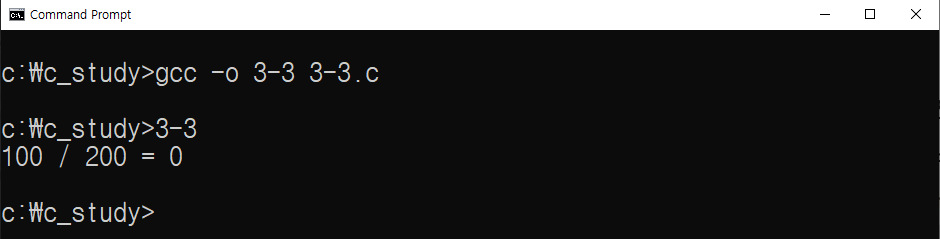 Command Prompt
c:₩c_study>gcc -o 3-3 3-3.c
c:₩c_study>3-3
100 / 200 = 0
c:₩c_study>